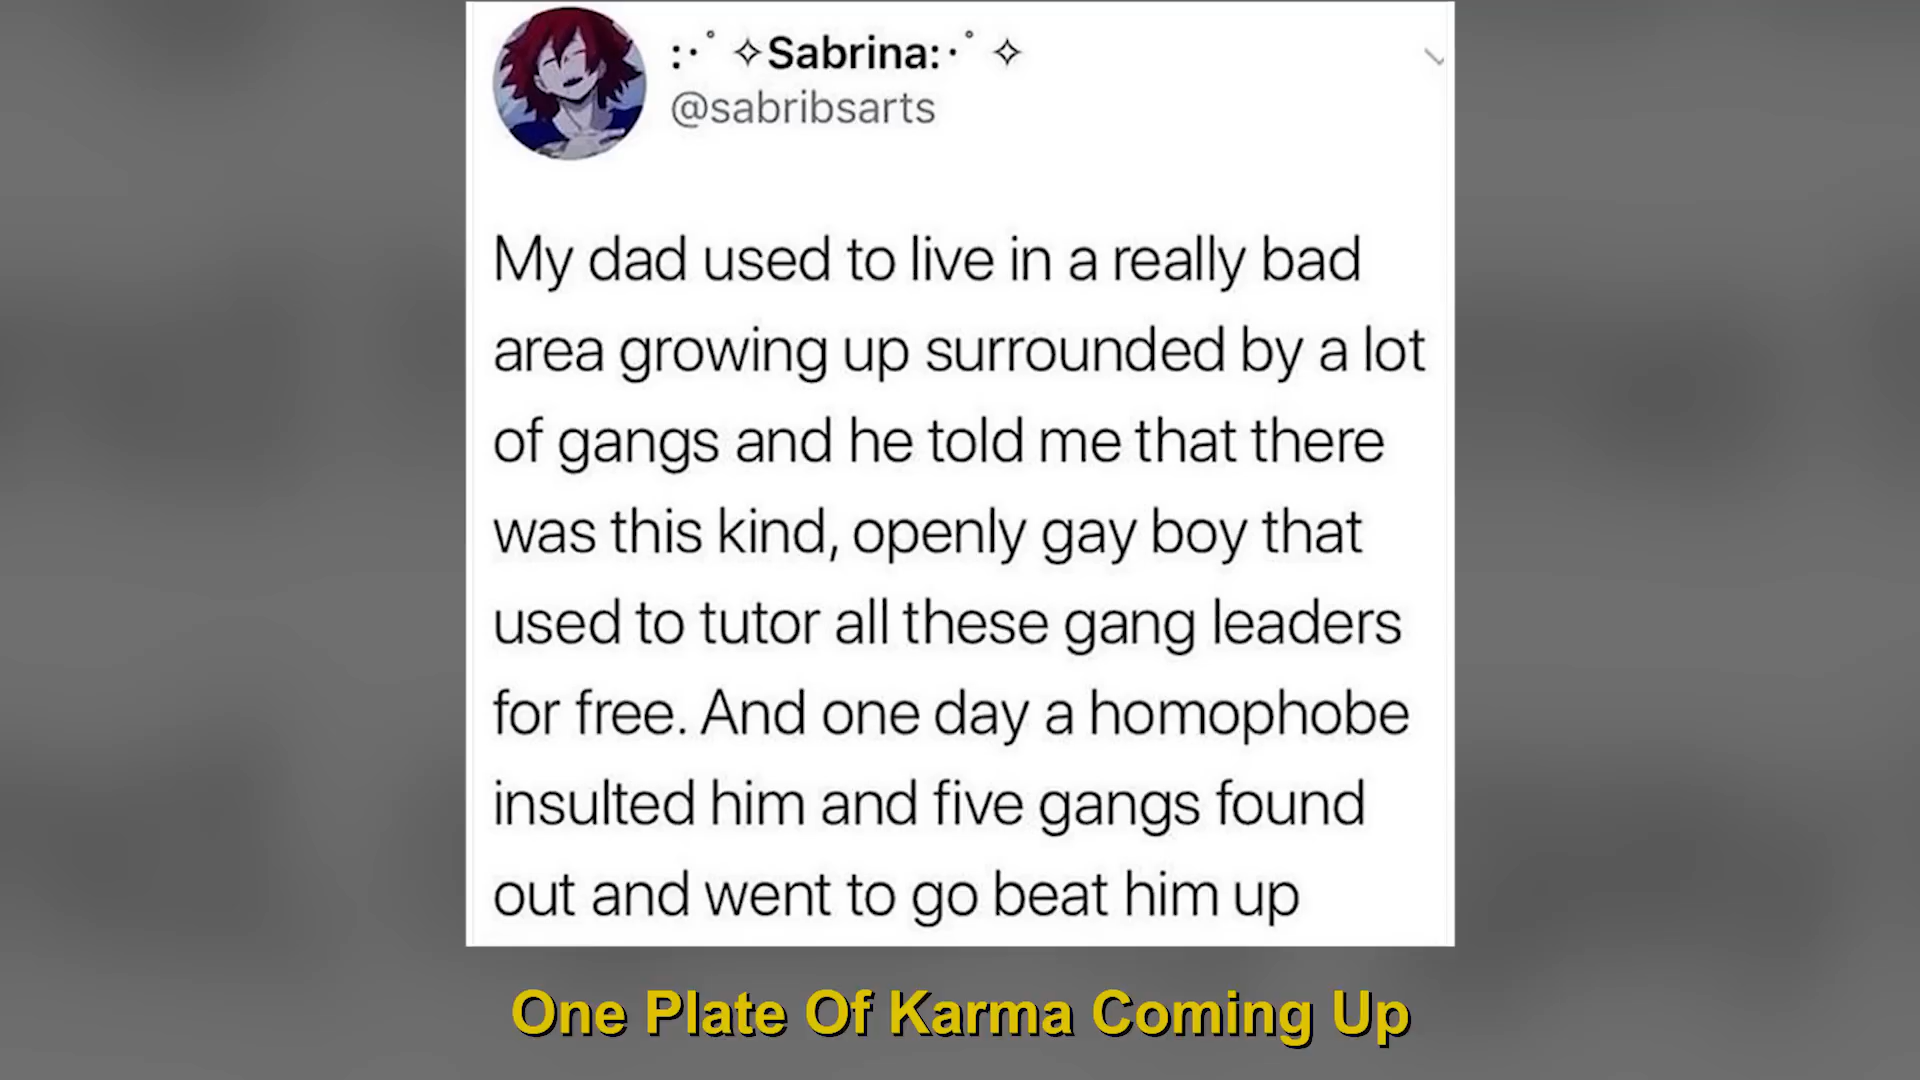 :･ﾟ✧Sabrina:･ﾟ✧
@sabribsarts
My dad used to live in a really bad
area growing up surrounded by a lot
of gangs and he told me that there
was this kind, openly gay boy that
used to tutor all these gang leaders
for free. And one day a homophobe
insulted him and five gangs found
out and went to go beat him up
One Plate Of Karma Coming Up